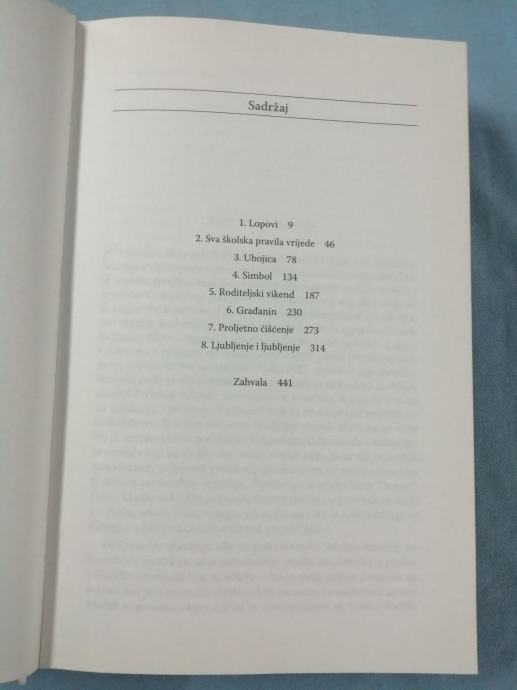 Sadržaj
1. Lopovi 9
2. Sva školska pravila vrijede 46
3. Ubojica 78
4. Simbol 134
5. Roditeljski vikend 187
6. Građanin 230
7. Proljetno čišćenje 273
8. Ljubljenje i ljubljenje 314
Zahvala 441